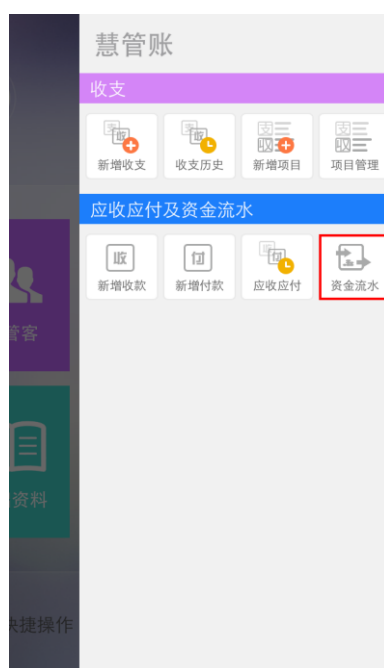 慧管账
收支
新增收支 收支历史 新增项目 项目管理
应收应付及资金流水
收 付
新增收款 新增付款 应收应付 资金流水
管客
资料
快捷操作